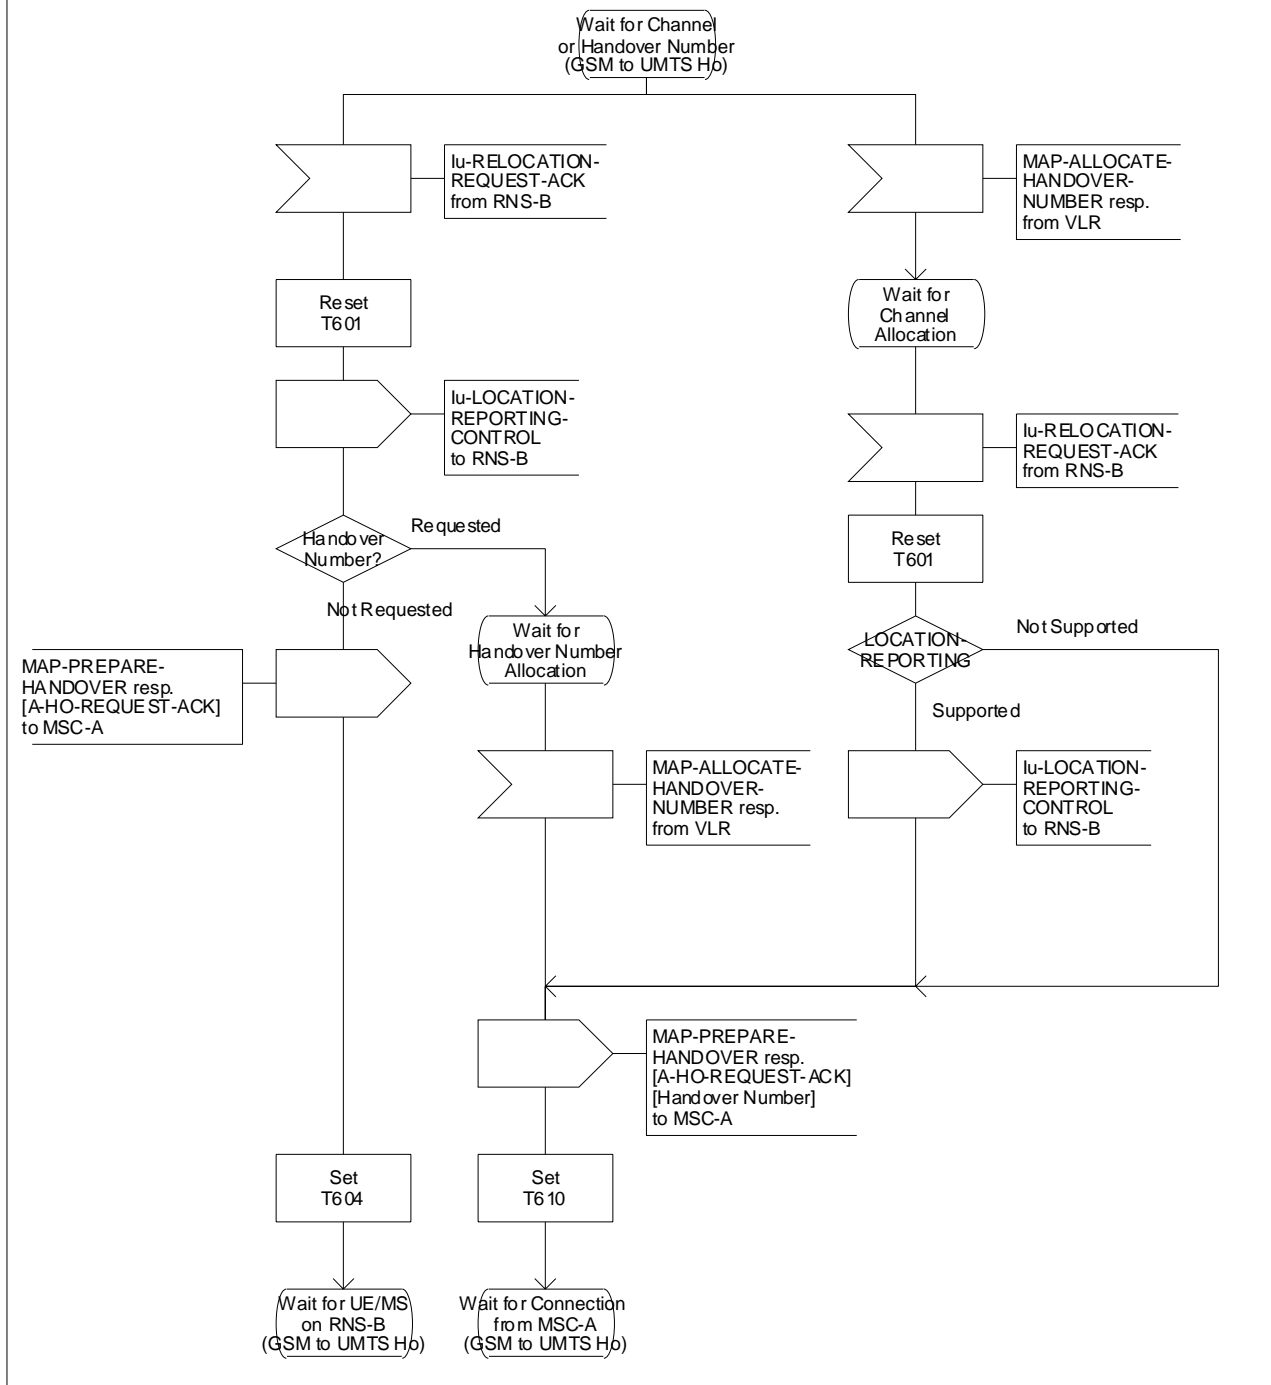 Wait for Channel
or Handover Number
(GSM to UMTS Ho)
Iu-RELOCATION-
REQUEST-ACK
from RNS-B
MAP-ALLOCATE-
HANDOVER-
NUMBER resp.
from VLR
Reset
T601
Wait for
Channel
Allocation
Iu-LOCATION-
REPORTING-
CONTROL
to RNS-B
Iu-RELOCATION-
REQUEST-ACK
from RNS-B
Handover
Number?
Requested
Not Requested
Reset
T601
Wait for
Handover Number
Allocation
LOCATION-
REPORTING
Not Supported
Supported
MAP-PREPARE-
HANDOVER resp.
[A-HO-REQUEST-ACK]
to MSC-A
MAP-ALLOCATE-
HANDOVER-
NUMBER resp.
from VLR
Iu-LOCATION-
REPORTING-
CONTROL
to RNS-B
MAP-PREPARE-
HANDOVER resp.
[A-HO-REQUEST-ACK]
[Handover Number]
to MSC-A
Set
T604
Set
T610
Wait for UE/MS
on RNS-B
(GSM to UMTS Ho)
Wait for Connection
from MSC-A
(GSM to UMTS Ho)